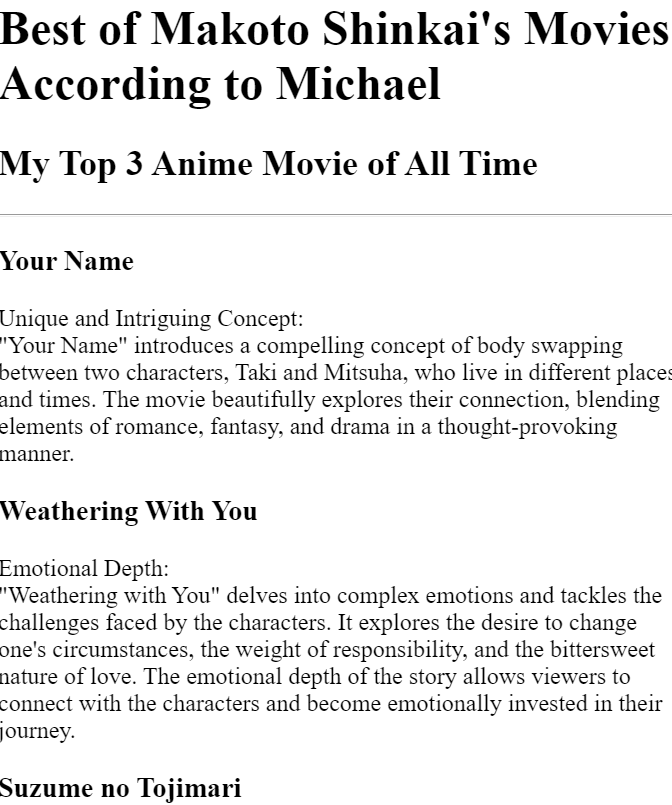 Best of Makoto Shinkai's Movies
According to Michael
My Top 3 Anime Movie of All Time
Your Name
Unique and Intriguing Concept:
"Your Name" introduces a compelling concept of body swapping
between two characters, Taki and Mitsuha, who live in different places
and times. The movie beautifully explores their connection, blending
elements of romance, fantasy, and drama in a thought-provoking
manner.
Weathering With You
Emotional Depth:
"Weathering with You" delves into complex emotions and tackles the
challenges faced by the characters. It explores the desire to change
one's circumstances, the weight of responsibility, and the bittersweet
nature of love. The emotional depth of the story allows viewers to
connect with the characters and become emotionally invested in their
journey.
Suzume no Tojimari